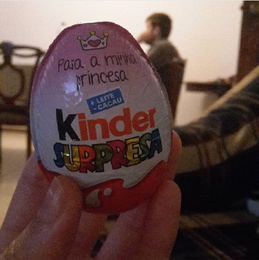 Para a minha
princesa
+ LEITE
- CACAU
Kinder
SURPRESA